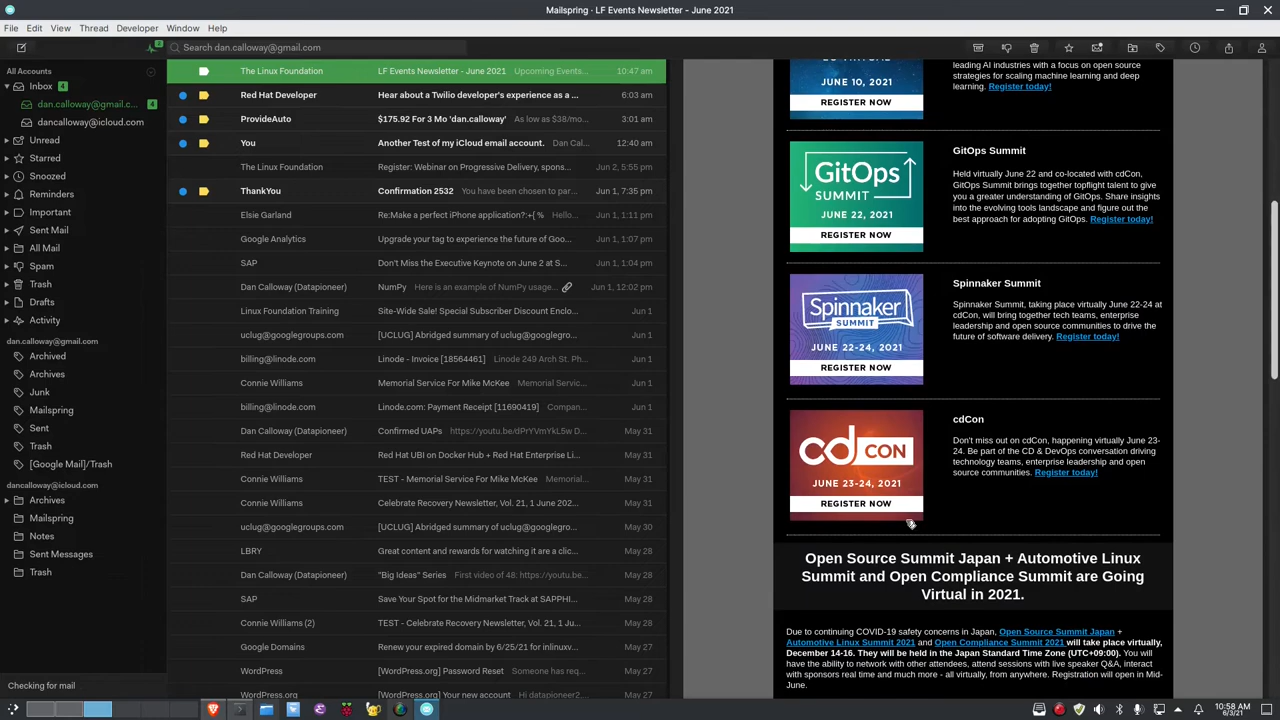 Mailspring · LF Events Newsletter - June 2021
File Edit View Thread Developer Window Help
Search dan.calloway@gmail.com
All Accounts
Inbox 4
dan.calloway@gmail.c... 4
dancalloway@icloud.com
Unread
Starred
Snoozed
Reminders
Important
Sent Mail
All Mail
Spam
Trash
Drafts
Activity
dan.calloway@gmail.com
Archived
Archives
Junk
Mailspring
Sent
Trash
[Google Mail]/Trash
dancalloway@icloud.com
Archives
Mailspring
Notes
Sent Messages
Trash
Checking for mail
The Linux Foundation LF Events Newsletter - June 2021 Upcoming Events... 10:47 am
Red Hat Developer Hear about a Twilio developer's experience as a ... 6:03 am
ProvideAuto $175.92 For 3 Mo 'dan.calloway' As low as $38/mo... 3:01 am
You Another Test of my iCloud email account. Dan Cal... 12:40 am
The Linux Foundation Register: Webinar on Progressive Delivery, spons... Jun 2, 5:55 pm
ThankYou Confirmation 2532 You have been chosen to par... Jun 1, 7:35 pm
Elsie Garland Re:Make a perfect iPhone application?:+{ % Hello... Jun 1, 1:11 pm
Google Analytics Upgrade your tag to experience the future of Goo... Jun 1, 1:07 pm
SAP Don't Miss the Executive Keynote on June 2 at S... Jun 1, 1:04 pm
Dan Calloway (Datapioneer) NumPy Here is an example of NumPy usage... Jun 1, 12:02 pm
Linux Foundation Training Site-Wide Sale! Special Subscriber Discount Enclo... Jun 1
uclug@googlegroups.com [UCLUG] Abridged summary of uclug@googlegro... Jun 1
billing@linode.com Linode - Invoice [18564461] Linode 249 Arch St. Ph... Jun 1
Connie Williams Memorial Service For Mike McKee Memorial Servic... Jun 1
billing@linode.com Linode.com: Payment Receipt [11690419] Compan... Jun 1
Dan Calloway (Datapioneer) Confirmed UAPs https://youtu.be/dPrYVmYkL5w D... May 31
Red Hat Developer Red Hat UBI on Docker Hub + Red Hat Enterprise Li... May 31
Connie Williams TEST - Memorial Service For Mike McKee Memorial... May 31
Connie Williams Celebrate Recovery Newsletter, Vol. 21, 1 June 202... May 31
uclug@googlegroups.com [UCLUG] Abridged summary of uclug@googlegro... May 30
LBRY Great content and rewards for watching it are a clic... May 28
Dan Calloway (Datapioneer) "Big Ideas" Series First video of 48: https://youtu.be... May 28
SAP Save Your Spot for the Midmarket Track at SAPPHI... May 28
Connie Williams (2) TEST - Celebrate Recovery Newsletter, Vol. 21, 1 Ju... May 28
Google Domains Renew your expired domain by 6/25/21 for inlinuxv... May 28
WordPress [WordPress.org] Password Reset Someone has req... May 28
WordPress.org [WordPress.org] Your new account Hi datapioneer2... May 27
JUNE 10, 2021
REGISTER NOW
leading AI industries with a focus on open source
strategies for scaling machine learning and deep
learning. Register today!
GitOps
SUMMIT
JUNE 22, 2021
REGISTER NOW
GitOps Summit
Held virtually June 22 and co-located with cdCon,
GitOps Summit brings together topflight talent to give
you a greater understanding of GitOps. Share insights
into the evolving tools landscape and figure out the
best approach for adopting GitOps. Register today!
Spinnaker
SUMMIT
JUNE 22-24, 2021
REGISTER NOW
Spinnaker Summit
Spinnaker Summit, taking place virtually June 22-24 at
cdCon, will bring together tech teams, enterprise
leadership and open source communities to drive the
future of software delivery. Register today!
cd CON
JUNE 23-24, 2021
REGISTER NOW
cdCon
Don't miss out on cdCon, happening virtually June 23-
24. Be part of the CD & DevOps conversation driving
technology teams, enterprise leadership and open
source communities. Register today!
Open Source Summit Japan + Automotive Linux
Summit and Open Compliance Summit are Going
Virtual in 2021.
Due to continuing COVID-19 safety concerns in Japan, Open Source Summit Japan +
Automotive Linux Summit 2021 and Open Compliance Summit 2021 will take place virtually,
December 14-16. They will be held in the Japan Standard Time Zone (UTC+09:00). You will
have the ability to network with other attendees, attend sessions with live speaker Q&A, interact
with sponsors real time and much more - all virtually, from anywhere. Registration will open in Mid-
June.
10:58 AM
6/3/21